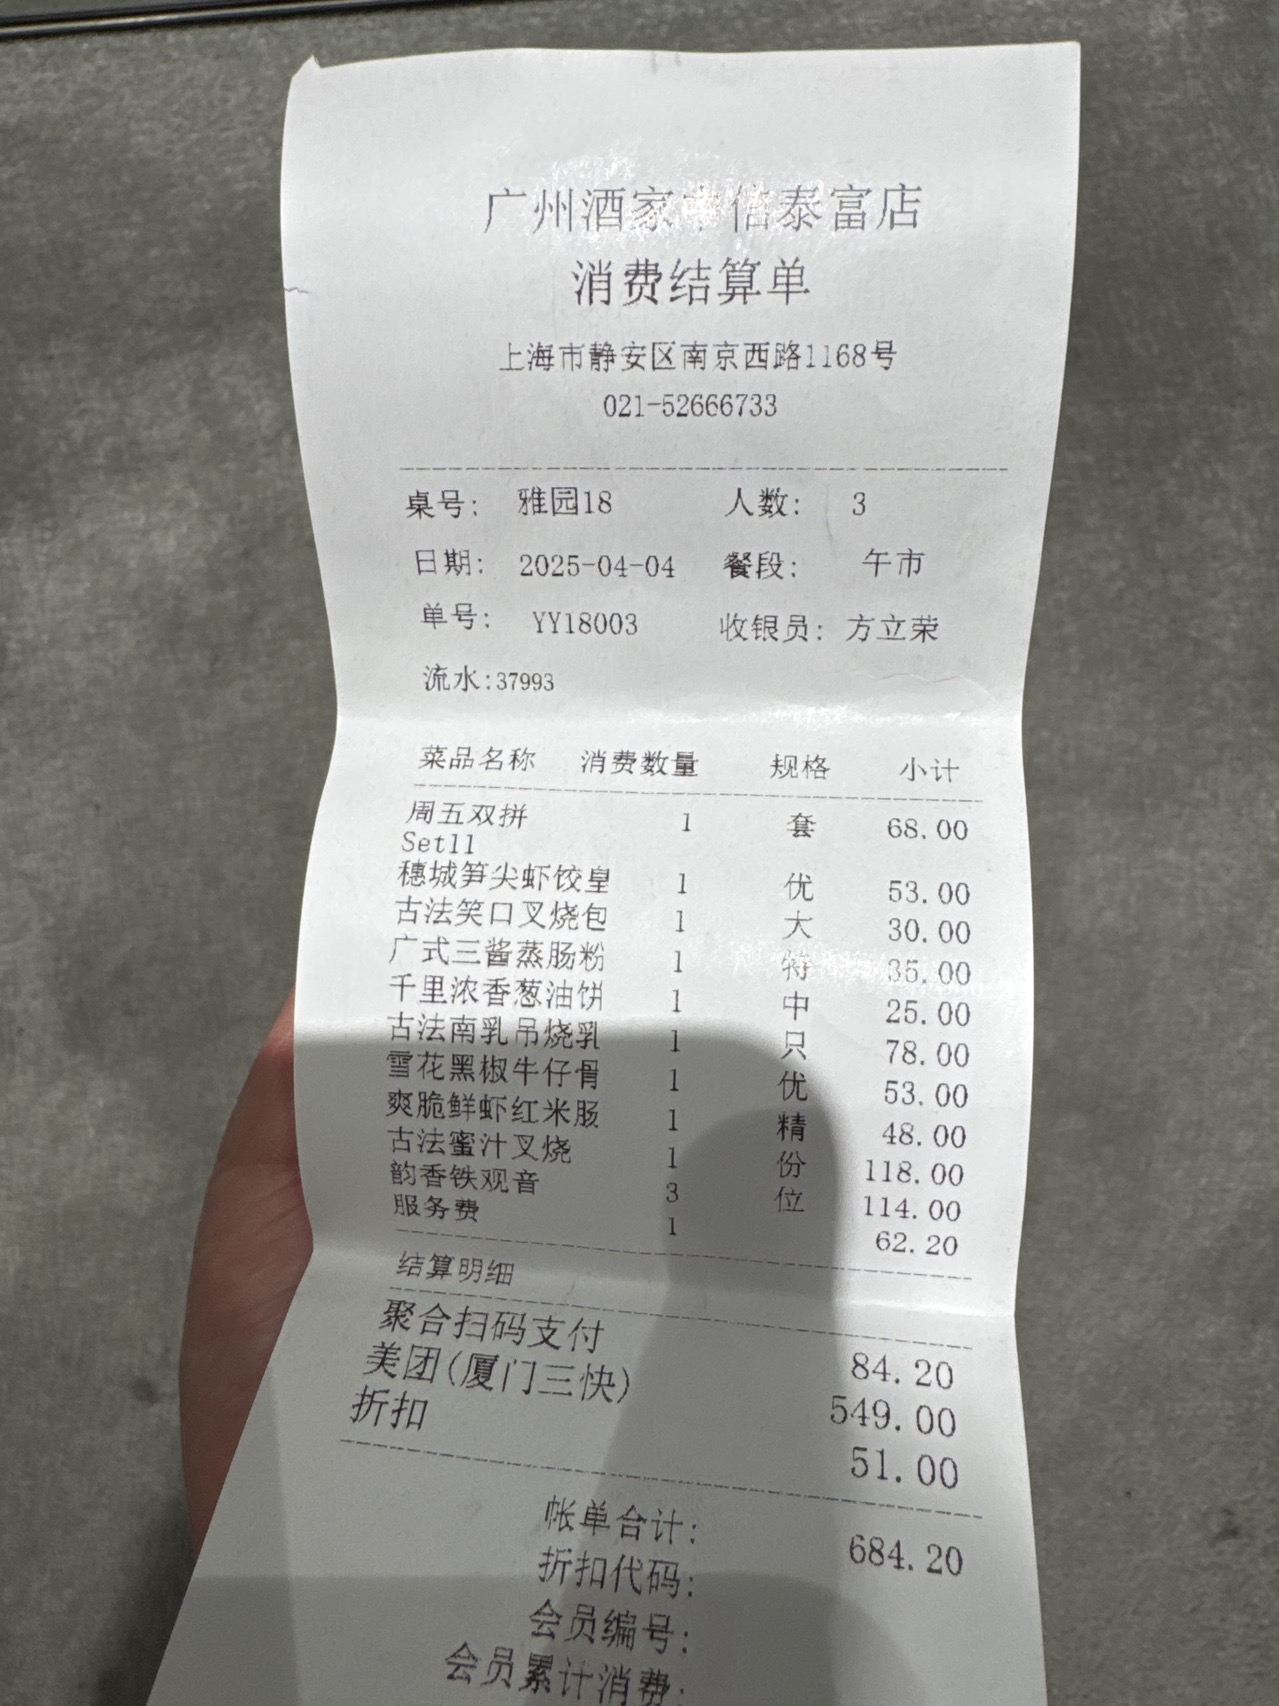 广州酒家中信泰富店
消费结算单
上海市静安区南京西路1168号
021-52666733
桌号: 雅园18 人数: 3
日期: 2025-04-04 餐段: 午市
单号: YY18003 收银员: 方立荣
流水:37993
菜品名称 消费数量 规格 小计
周五双拼 1 套 68.00
Set11
穗城笋尖虾饺皇 1 优 53.00
古法笑口叉烧包 1 大 30.00
广式三酱蒸肠粉 1 特 35.00
千里浓香葱油饼 1 中 25.00
古法南乳吊烧乳 1 只 78.00
雪花黑椒牛仔骨 1 优 53.00
爽脆鲜虾红米肠 1 精 48.00
古法蜜汁叉烧 1 份 118.00
韵香铁观音 3 位 114.00
服务费 1 62.20
结算明细
聚合扫码支付 84.20
美团(厦门三快) 549.00
折扣 51.00
帐单合计: 684.20
折扣代码:
会员编号:
会员累计消费: